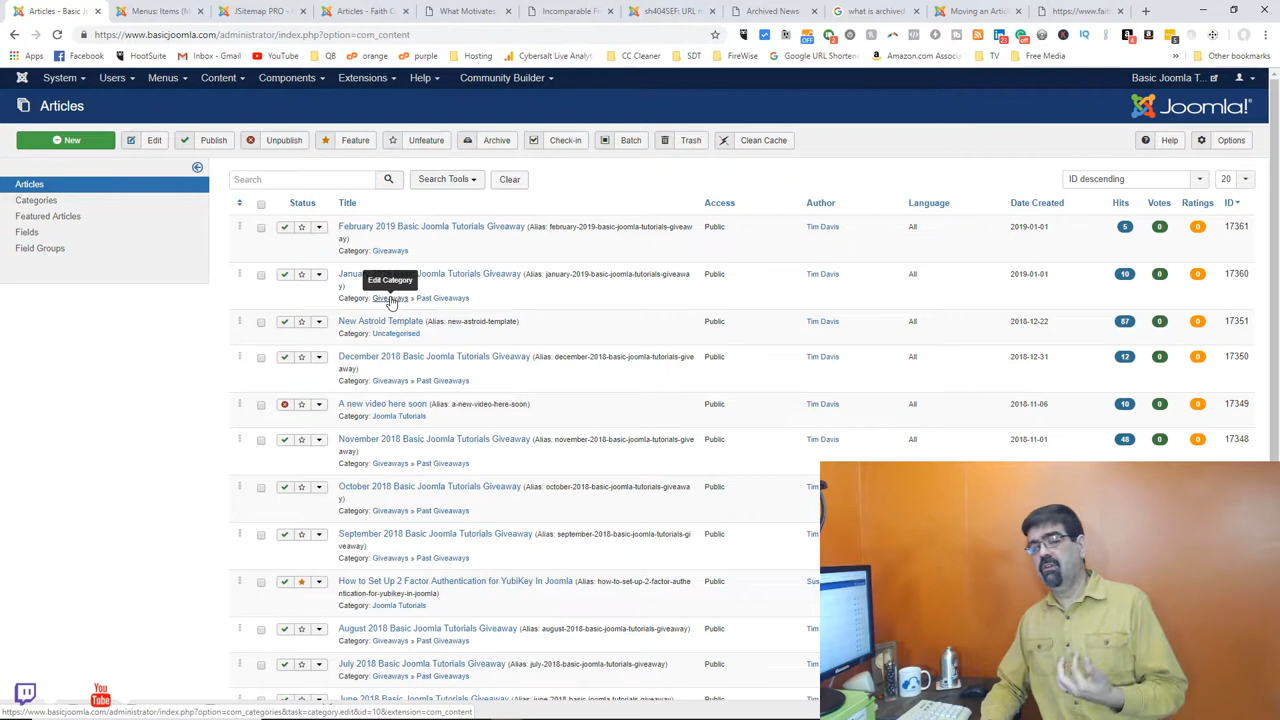 Articles - Basic Jo
Menus: Items (M
JSitemap PRO - I
Articles - Faith C
What Motivates
Incomparable Fr
sh404SEF: URL M
Archived News
what is archived
Moving an Article
https://www.fait
https://www.basicjoomla.com/administrator/index.php?option=com_content
Apps
Facebook
HootSuite
Inbox - Gmail
YouTube
orange
purple
Hosting
Cybersalt Live Analy
CC Cleaner
SDT
FireWise
Google URL Shorten
Amazon.com Associ
TV
Free Media
Other bookmarks
System
Users
Menus
Content
Components
Extensions
Help
Community Builder
Basic Joomla T...
Articles
Joomla!
New
Edit
Publish
Unpublish
Feature
Unfeature
Archive
Check-in
Batch
Trash
Clear Cache
Help
Options
Articles
Categories
Featured Articles
Fields
Field Groups
Search
Search Tools
Clear
ID descending
20
Status
Title
Access
Author
Language
Date Created
Hits
Votes
Ratings
ID
February 2019 Basic Joomla Tutorials Giveaway (Alias: february-2019-basic-joomla-tutorials-giveaw
ay)
Category: Giveaways
Public
Tim Davis
All
2019-01-01
5
0
0
17361
Edit Category
Joomla Tutorials Giveaway (Alias: january-2019-basic-joomla-tutorials-giveawa
y)
Category: Giveaways » Past Giveaways
Public
Tim Davis
All
2019-01-01
10
0
0
17360
New Astroid Template (Alias: new-astroid-template)
Category: Uncategorised
Public
Tim Davis
All
2018-12-22
87
0
0
17351
December 2018 Basic Joomla Tutorials Giveaway (Alias: december-2018-basic-joomla-tutorials-give
away)
Category: Giveaways » Past Giveaways
Public
Tim Davis
All
2018-12-31
12
0
0
17350
A new video here soon (Alias: a-new-video-here-soon)
Category: Joomla Tutorials
Public
Tim Davis
All
2018-11-06
10
0
0
17349
November 2018 Basic Joomla Tutorials Giveaway (Alias: november-2018-basic-joomla-tutorials-give
away)
Category: Giveaways » Past Giveaways
Public
Tim Davis
All
2018-11-01
48
0
0
17348
October 2018 Basic Joomla Tutorials Giveaway (Alias: october-2018-basic-joomla-tutorials-giveawa
y)
Category: Giveaways » Past Giveaways
Public
Tim
September 2018 Basic Joomla Tutorials Giveaway (Alias: september-2018-basic-joomla-tutorials-gi
veaway)
Category: Giveaways » Past Giveaways
Public
Tim
How to Set Up 2 Factor Authentication for YubiKey In Joomla (Alias: how-to-set-up-2-factor-authe
ntication-for-yubikey-in-joomla)
Category: Joomla Tutorials
Public
Sus
August 2018 Basic Joomla Tutorials Giveaway (Alias: august-2018-basic-joomla-tutorials-giveaway)
Category: Giveaways » Past Giveaways
Public
Tim
July 2018 Basic Joomla Tutorials Giveaway (Alias: july-2018-basic-joomla-tutorials-giveaway)
Category: Giveaways » Past Giveaways
Public
Tim
June 2018 Basic Joomla Tutorials Giveaway
You
Tube
https://www.basicjoomla.com/administrator/index.php?option=com_categories&task=category.edit&id=10&extension=com_content